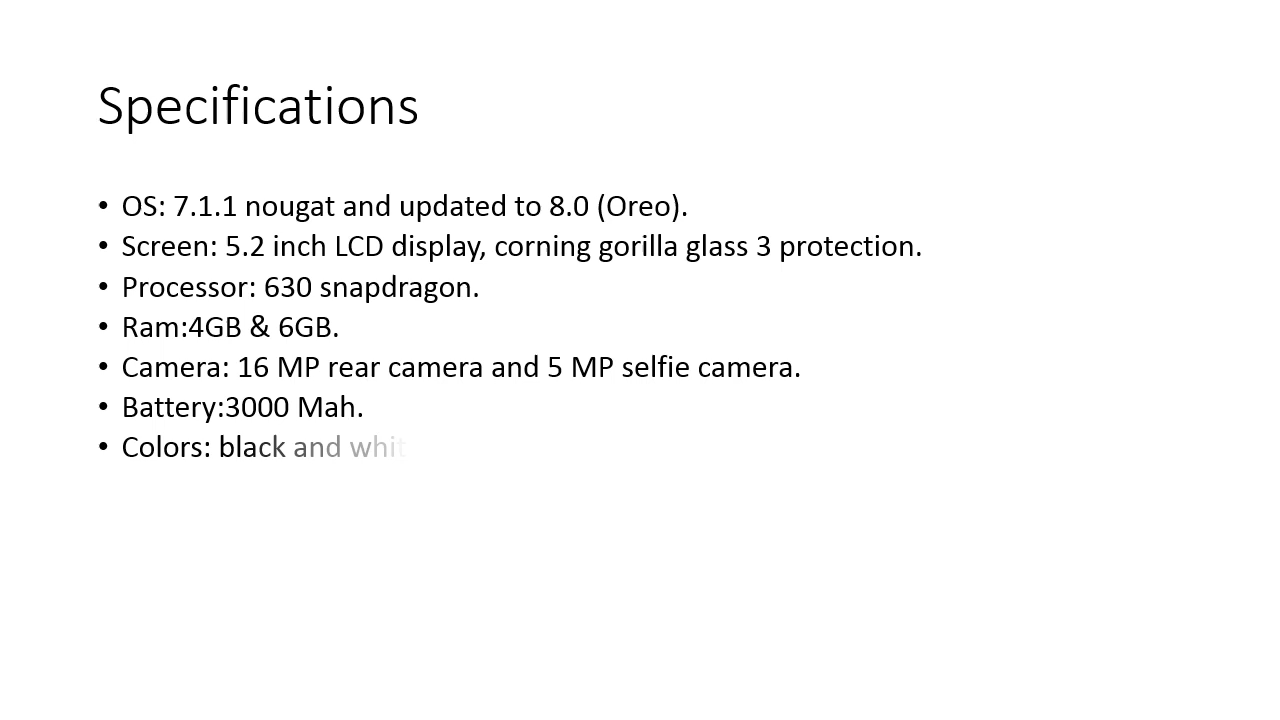 Specifications
• OS: 7.1.1 nougat and updated to 8.0 (Oreo).
• Screen: 5.2 inch LCD display, corning gorilla glass 3 protection.
• Processor: 630 snapdragon.
• Ram:4GB & 6GB.
• Camera: 16 MP rear camera and 5 MP selfie camera.
• Battery:3000 Mah.
• Colors: black and whit